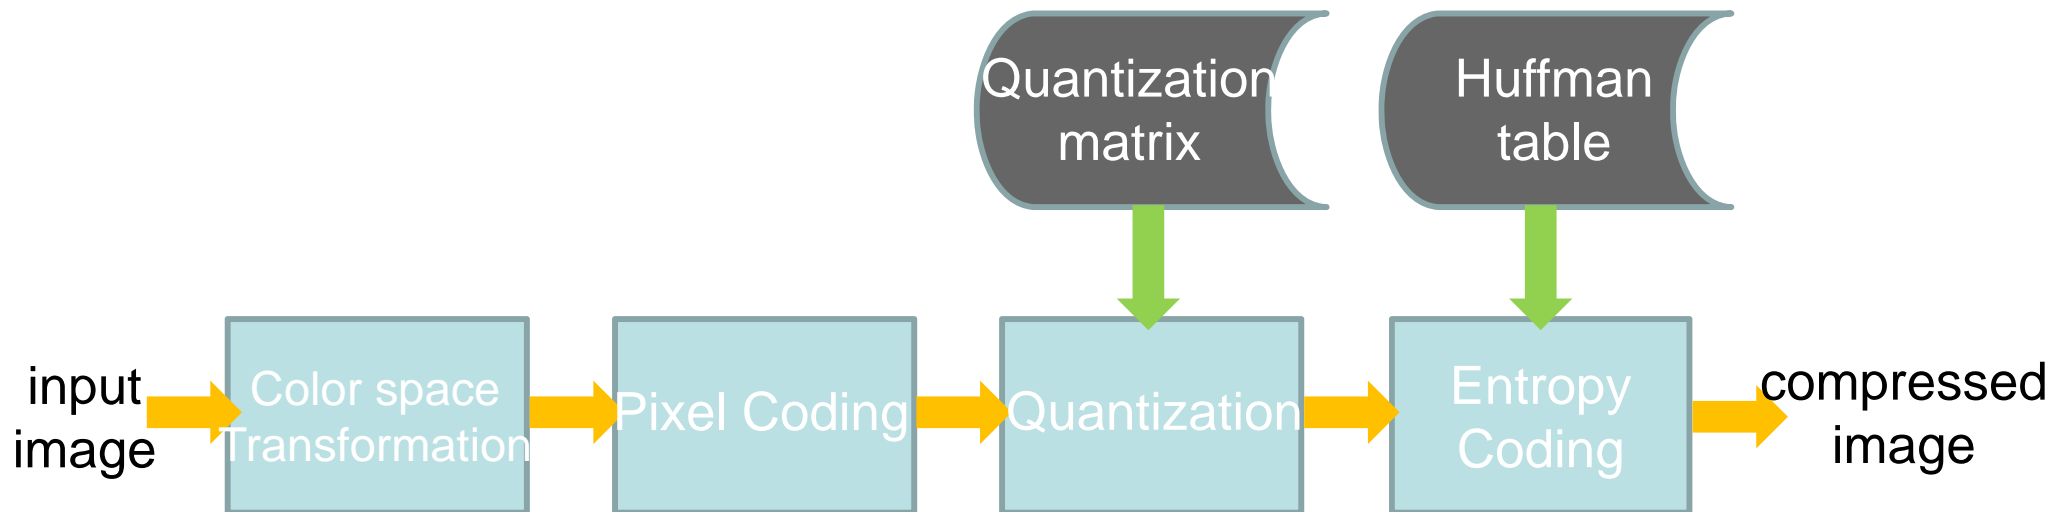 Quantization
matrix
Huffman
table
input
image
Color space
Transformation
Pixel Coding
Quantization
Entropy
Coding
compressed
image